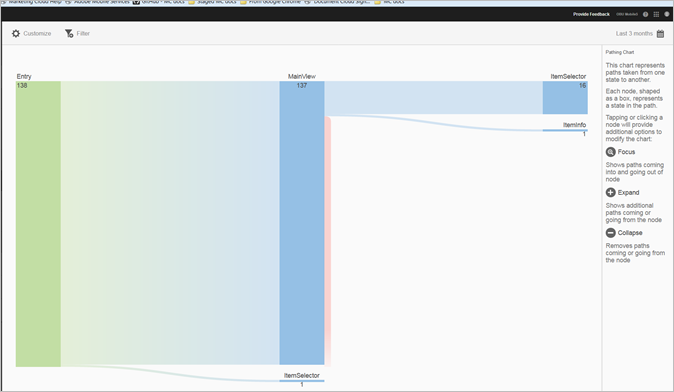 Marketing Cloud Help
Adobe Mobile Services
GitHub - MC docs
Staged MC docs
From Google Chrome
Document Cloud Sign...
MC docs
Provide Feedback
Customize
Filter
Last 3 months
Entry
138
MainView
137
ItemSelector
16
ItemInfo
1
ItemSelector
1
Pathing Chart
This chart represents
paths taken from one
state to another.
Each node, shaped
as a box, represents
a state in the path.
Tapping or clicking a
node will provide
additional options to
modify the chart:
Focus
Shows paths coming
into and going out of
node
Expand
Shows additional
paths coming or
going from the node
Collapse
Removes paths
coming or going from
the node